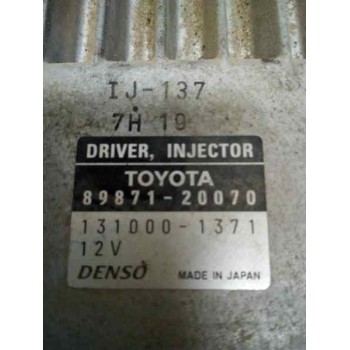 IJ-137
7H 19
DRIVER, INJECTOR
TOYOTA
89871-20070
131000-1371
12V
DENSO MADE IN JAPAN